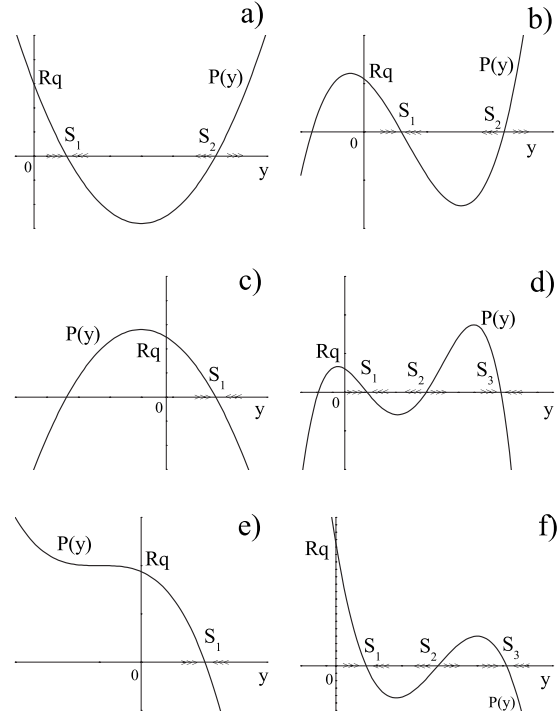 a)
Rq
P(y)
S1
S2
0
y
b)
Rq
P(y)
S1
S2
0
y
c)
P(y)
Rq
S1
0
y
d)
P(y)
Rq
S1
S2
S3
0
y
e)
P(y)
Rq
S1
0
y
f)
Rq
S1
S2
S3
0
y
P(y)